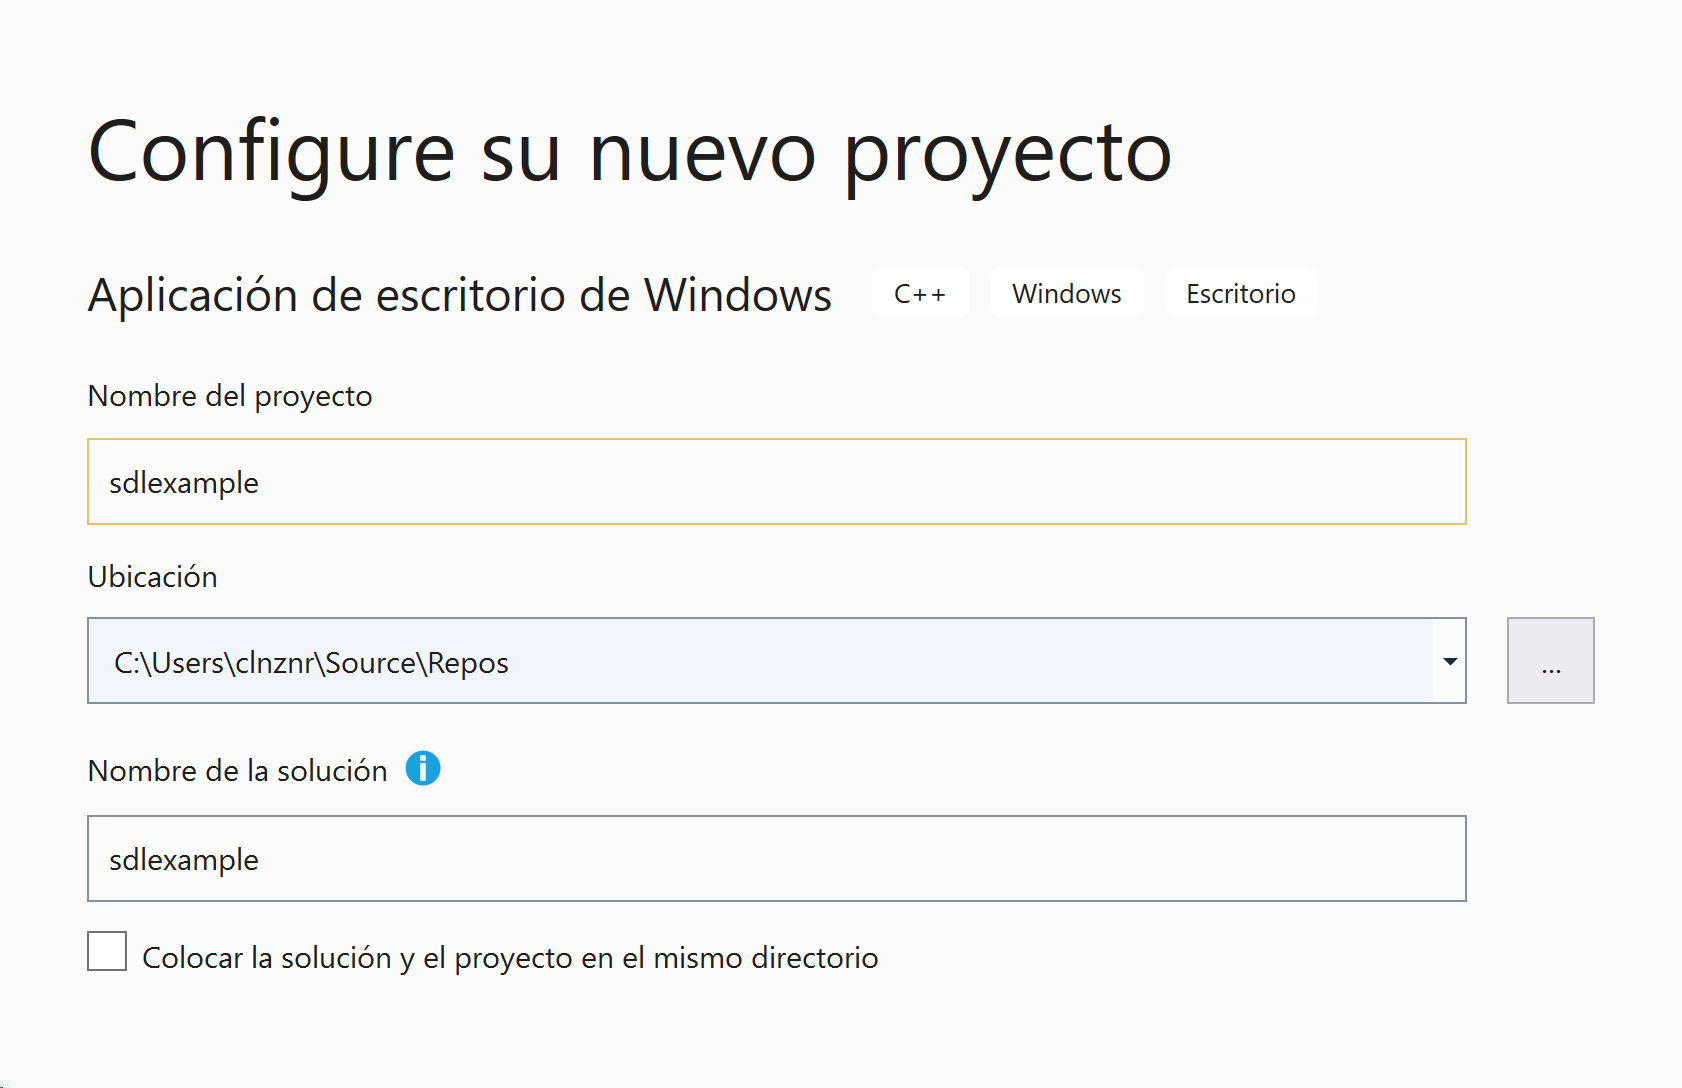 Configure su nuevo proyecto
Aplicación de escritorio de Windows C++ Windows Escritorio
Nombre del proyecto
sdlexample
Ubicación
C:\Users\clnznr\Source\Repos
...
Nombre de la solución
sdlexample
Colocar la solución y el proyecto en el mismo directorio